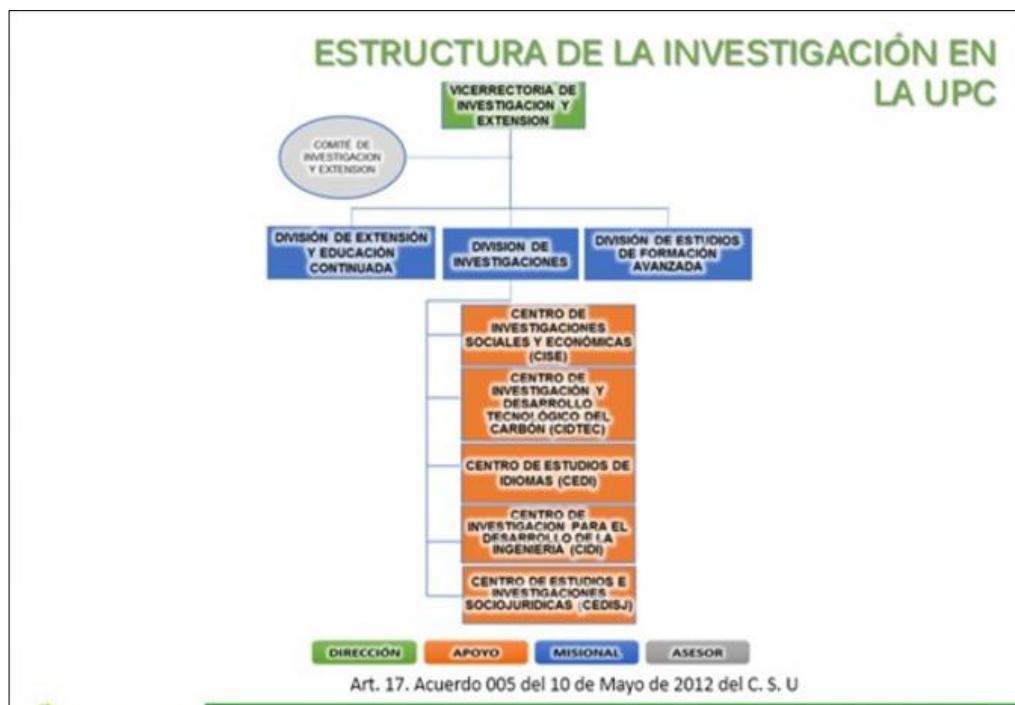 ESTRUCTURA DE LA INVESTIGACIÓN EN
LA UPC
VICERRECTORIA DE
INVESTIGACION Y
EXTENSION
COMITÉ DE
INVESTIGACION
Y EXTENSION
DIVISIÓN DE EXTENSIÓN
Y EDUCACIÓN
CONTINUADA
DIVISION DE
INVESTIGACIONES
DIVISIÓN DE ESTUDIOS
DE FORMACIÓN
AVANZADA
CENTRO DE
INVESTIGACIONES
SOCIALES Y ECONÓMICAS
(CISE)
CENTRO DE
INVESTIGACIÓN Y
DESARROLLO
TECNOLÓGICO DEL
CARBÓN (CIDTEC)
CENTRO DE ESTUDIOS DE
IDIOMAS (CEDI)
CENTRO DE
INVESTIGACION PARA EL
DESARROLLO DE LA
INGENIERIA (CIDI)
CENTRO DE ESTUDIOS E
INVESTIGACIONES
SOCIOJURIDICAS (CEDISJ)
DIRECCIÓN
APOYO
MISIONAL
ASESOR
Art. 17. Acuerdo 005 del 10 de Mayo de 2012 del C. S. U